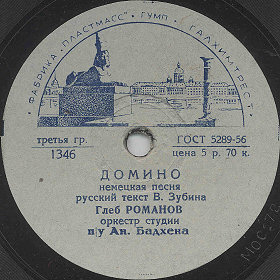 ФАБРИКА „ПЛАСТМАСС" ГУМП • ГАЛХИМТРЕСТ •
третья гр.
ГОСТ 5289-56
1346
цена 5 р. 70 к.
ДОМИНО
немецкая песня
русский текст В. Зубина
Глеб РОМАНОВ
оркестр студии
п/у Ан. Бадхена